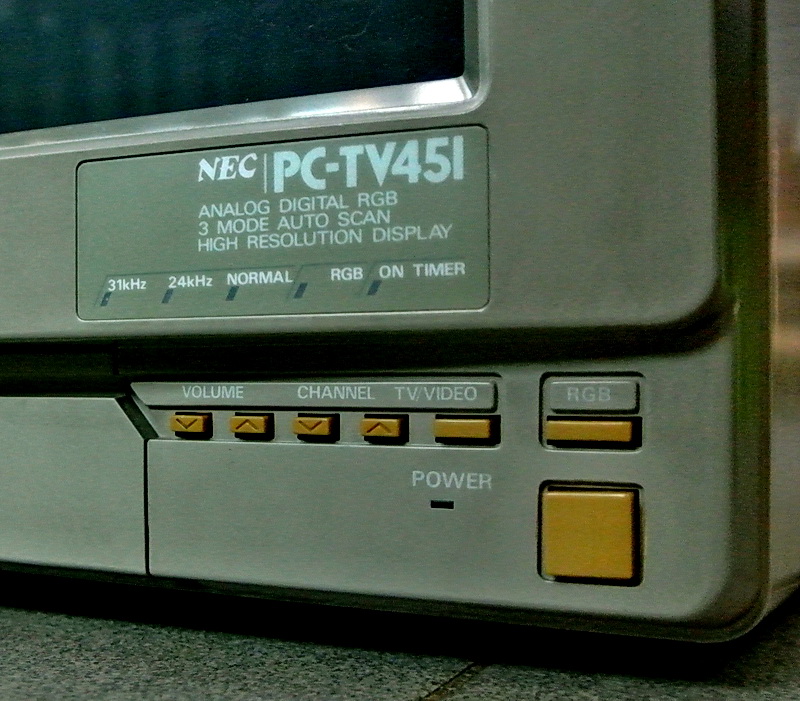 NEC PC-TV451
ANALOG DIGITAL RGB
3 MODE AUTO SCAN
HIGH RESOLUTION DISPLAY
31kHz 24kHz NORMAL RGB ON TIMER
VOLUME CHANNEL TV/VIDEO RGB
POWER